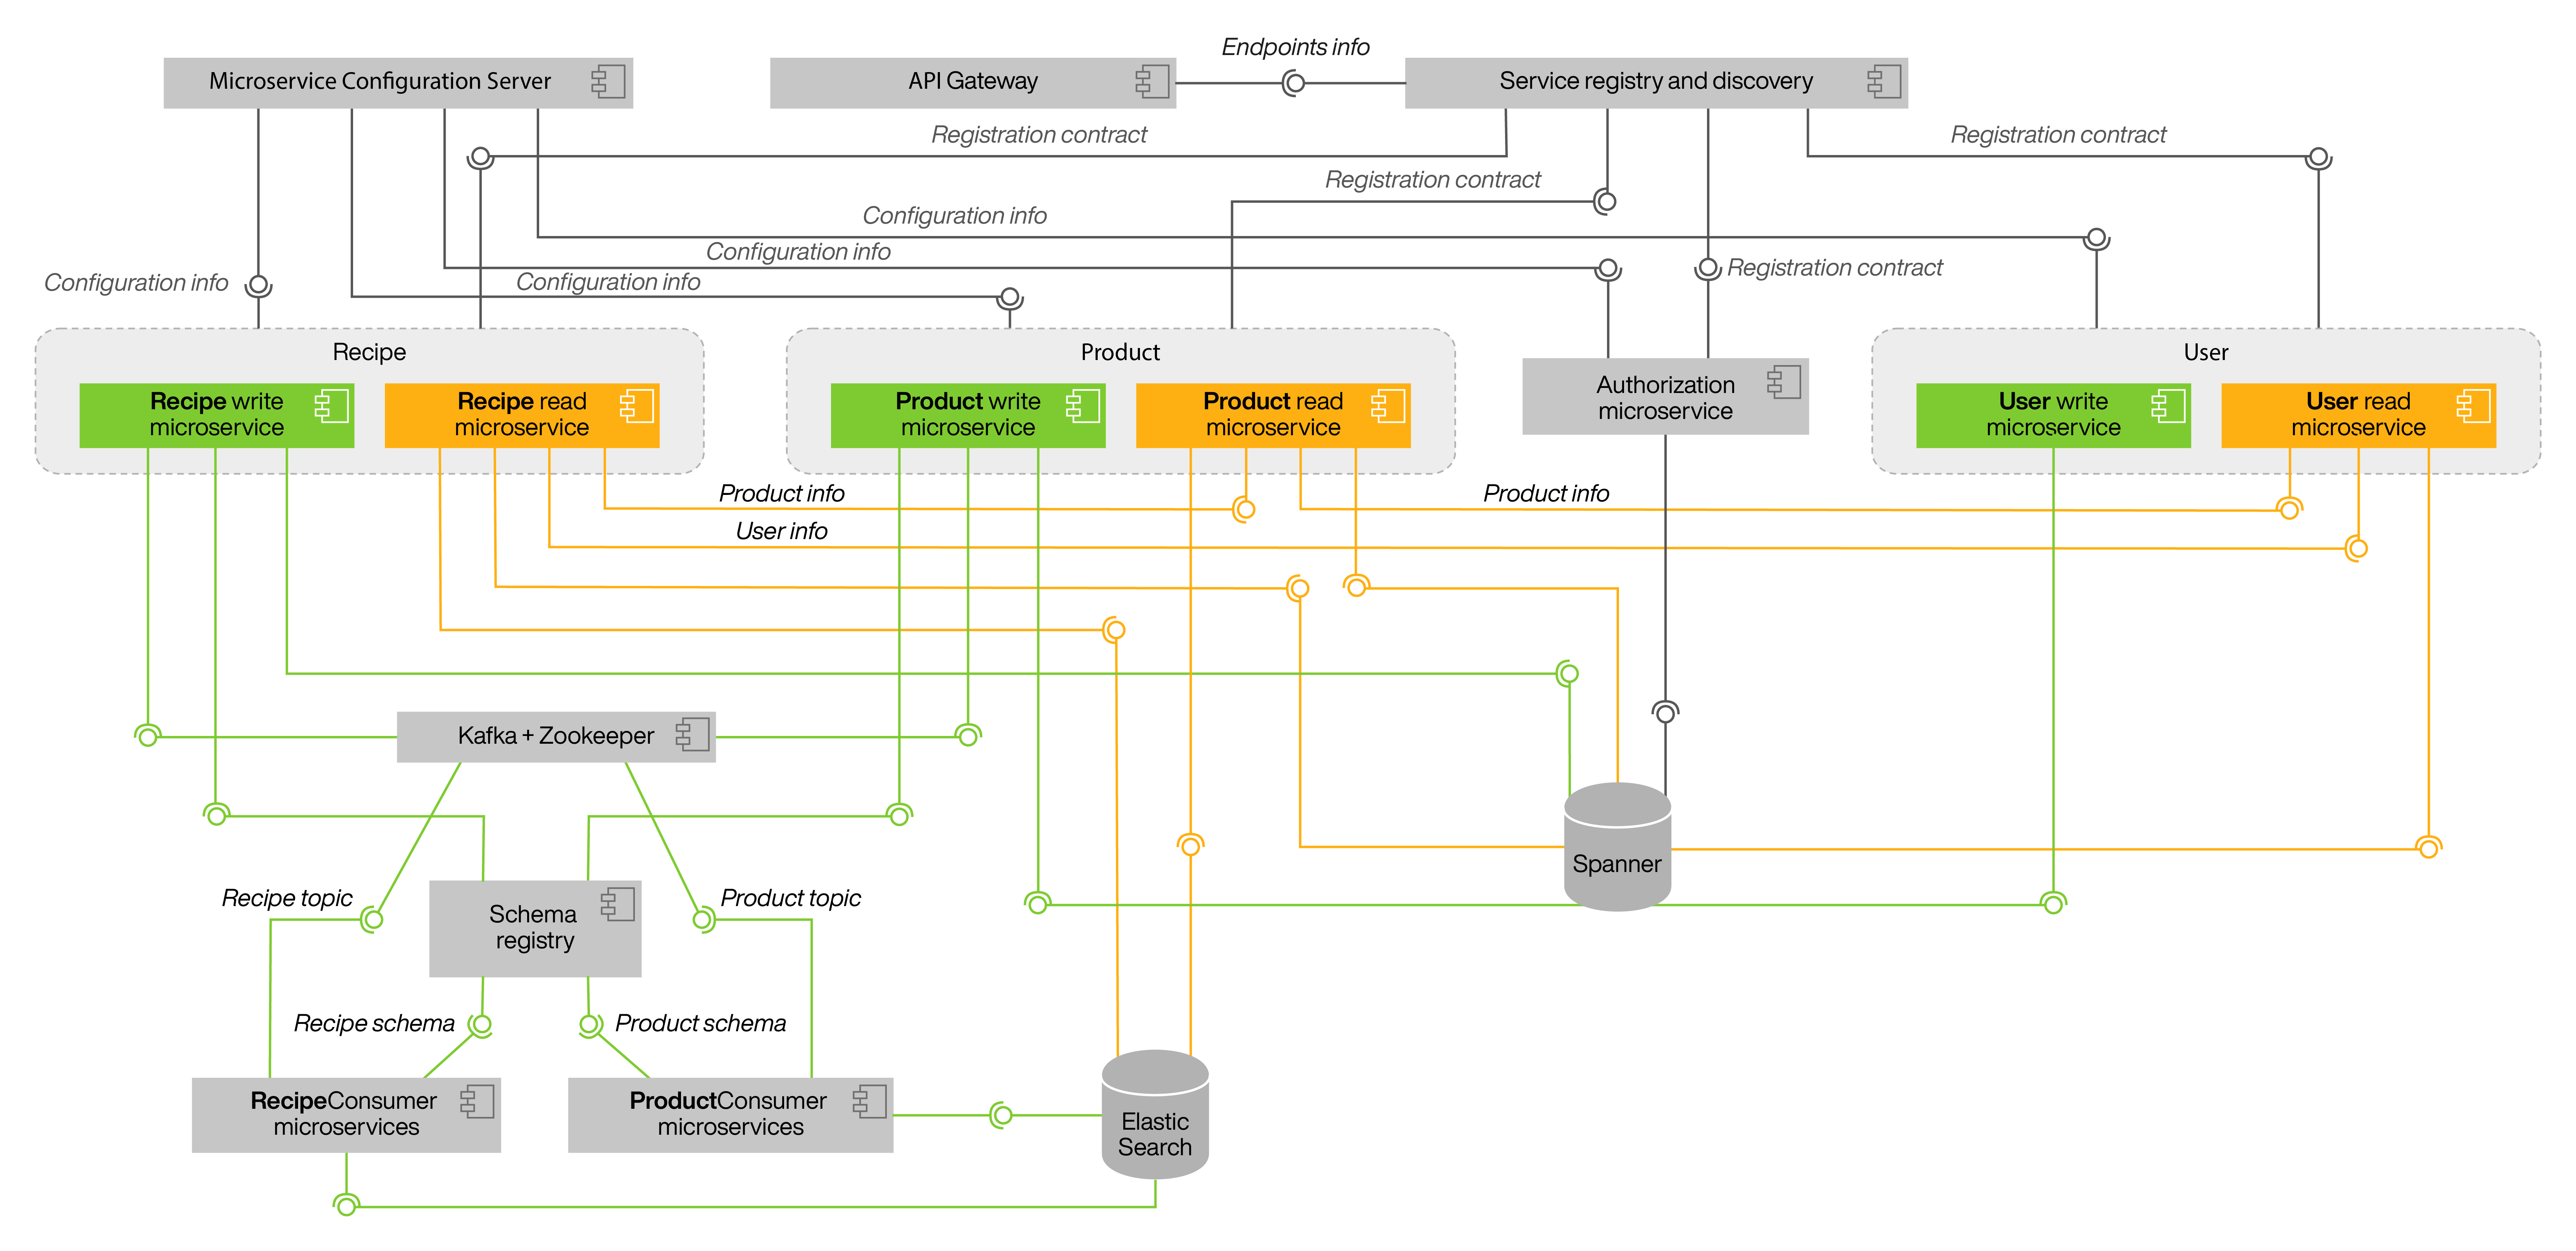 Endpoints info
Microservice Configuration Server
API Gateway
Service registry and discovery
Registration contract
Registration contract
Registration contract
Configuration info
Configuration info
Registration contract
Configuration info
Configuration info
Recipe
Product
User
Recipe write
microservice
Recipe read
microservice
Product write
microservice
Product read
microservice
Authorization
microservice
User write
microservice
User read
microservice
Product info
Product info
User info
Kafka + Zookeeper
Spanner
Recipe topic
Product topic
Schema
registry
Recipe schema
Product schema
RecipeConsumer
microservices
ProductConsumer
microservices
Elastic
Search